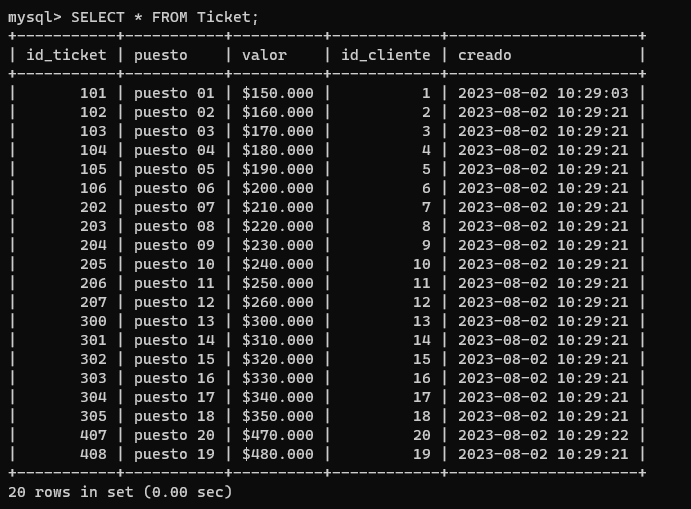 mysql> SELECT * FROM Ticket;
+-----------+-----------+----------+------------+---------------------+
| id_ticket | puesto    | valor    | id_cliente | creado              |
+-----------+-----------+----------+------------+---------------------+
|       101 | puesto 01 | $150.000 |          1 | 2023-08-02 10:29:03 |
|       102 | puesto 02 | $160.000 |          2 | 2023-08-02 10:29:21 |
|       103 | puesto 03 | $170.000 |          3 | 2023-08-02 10:29:21 |
|       104 | puesto 04 | $180.000 |          4 | 2023-08-02 10:29:21 |
|       105 | puesto 05 | $190.000 |          5 | 2023-08-02 10:29:21 |
|       106 | puesto 06 | $200.000 |          6 | 2023-08-02 10:29:21 |
|       202 | puesto 07 | $210.000 |          7 | 2023-08-02 10:29:21 |
|       203 | puesto 08 | $220.000 |          8 | 2023-08-02 10:29:21 |
|       204 | puesto 09 | $230.000 |          9 | 2023-08-02 10:29:21 |
|       205 | puesto 10 | $240.000 |         10 | 2023-08-02 10:29:21 |
|       206 | puesto 11 | $250.000 |         11 | 2023-08-02 10:29:21 |
|       207 | puesto 12 | $260.000 |         12 | 2023-08-02 10:29:21 |
|       300 | puesto 13 | $300.000 |         13 | 2023-08-02 10:29:21 |
|       301 | puesto 14 | $310.000 |         14 | 2023-08-02 10:29:21 |
|       302 | puesto 15 | $320.000 |         15 | 2023-08-02 10:29:21 |
|       303 | puesto 16 | $330.000 |         16 | 2023-08-02 10:29:21 |
|       304 | puesto 17 | $340.000 |         17 | 2023-08-02 10:29:21 |
|       305 | puesto 18 | $350.000 |         18 | 2023-08-02 10:29:21 |
|       407 | puesto 20 | $470.000 |         20 | 2023-08-02 10:29:22 |
|       408 | puesto 19 | $480.000 |         19 | 2023-08-02 10:29:21 |
+-----------+-----------+----------+------------+---------------------+
20 rows in set (0.00 sec)